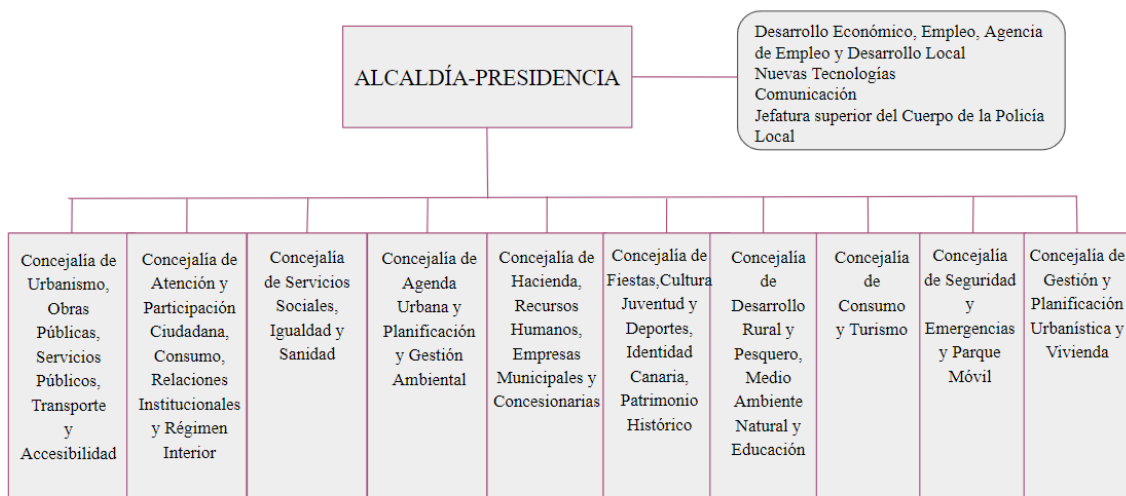 ALCALDÍA-PRESIDENCIA
Desarrollo Económico, Empleo, Agencia
de Empleo y Desarrollo Local
Nuevas Tecnologías
Comunicación
Jefatura superior del Cuerpo de la Policía
Local
Concejalía de
Urbanismo,
Obras
Públicas,
Servicios
Públicos,
Transporte
y
Accesibilidad
Concejalía de
Atención y
Participación
Ciudadana,
Consumo,
Relaciones
Institucionales
y Régimen
Interior
Concejalía
de Servicios
Sociales,
Igualdad y
Sanidad
Concejalía de
Agenda
Urbana y
Planificación
y Gestión
Ambiental
Concejalía de
Hacienda,
Recursos
Humanos,
Empresas
Municipales y
Concesionarias
Concejalía de
Fiestas,Cultura
Juventud y
Deportes,
Identidad
Canaria,
Patrimonio
Histórico
Concejalía
de
Desarrollo
Rural y
Pesquero,
Medio
Ambiente
Natural y
Educación
Concejalía
de
Consumo
y Turismo
Concejalía
de Seguridad
y
Emergencias
y Parque
Móvil
Concejalía de
Gestión y
Planificación
Urbanística y
Vivienda